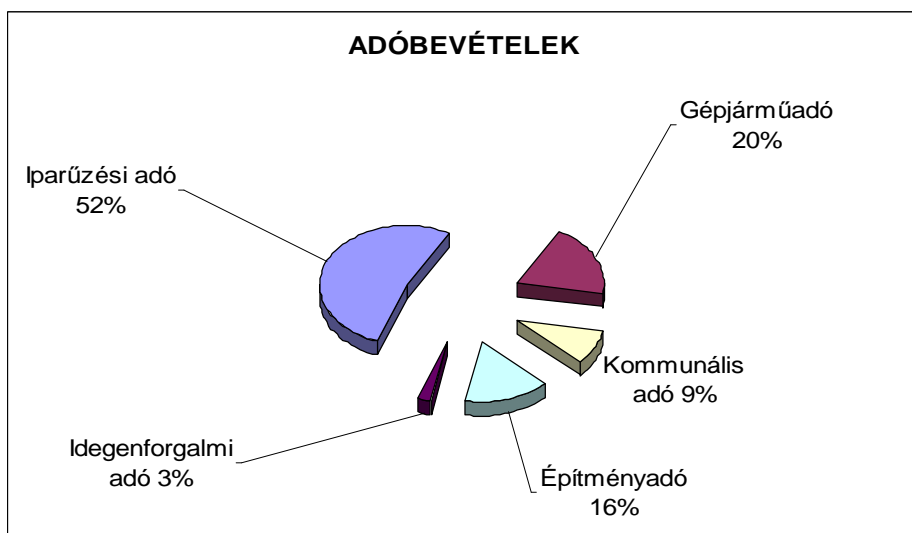 ADÓBEVÉTELEK
Gépjárműadó
20%
Iparűzési adó
52%
Kommunális
adó 9%
Idegenforgalmi
adó 3%
Építményadó
16%